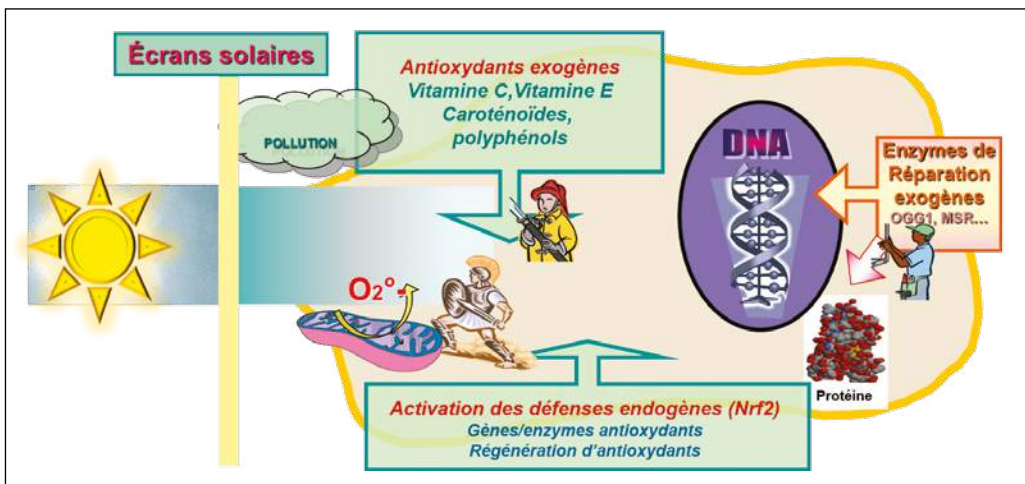 Écrans solaires
POLLUTION
Antioxydants exogènes
Vitamine C,Vitamine E
Caroténoïdes,
polyphénols
DNA
Enzymes de
Réparation
exogènes
OGG1, MSR...
O₂°-
Protéine
Activation des défenses endogènes (Nrf2)
Gènes/enzymes antioxydants
Régénération d'antioxydants